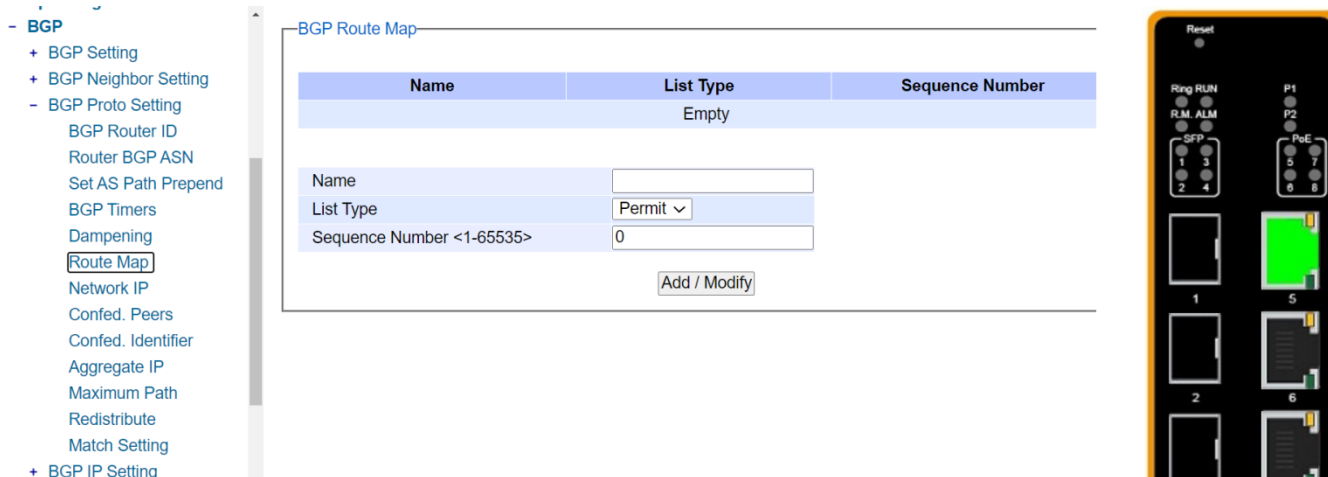 - BGP
+ BGP Setting
+ BGP Neighbor Setting
- BGP Proto Setting
BGP Router ID
Router BGP ASN
Set AS Path Prepend
BGP Timers
Dampening
Route Map
Network IP
Confed. Peers
Confed. Identifier
Aggregate IP
Maximum Path
Redistribute
Match Setting
+ BGP IP Setting
BGP Route Map
Name List Type Sequence Number
Empty
Name
List Type Permit
Sequence Number <1-65535> 0
Add / Modify
Reset
Ring RUN P1
R.M. ALM P2
SFP PoE
1 3 5 7
2 4 6 8
1 5
2 6